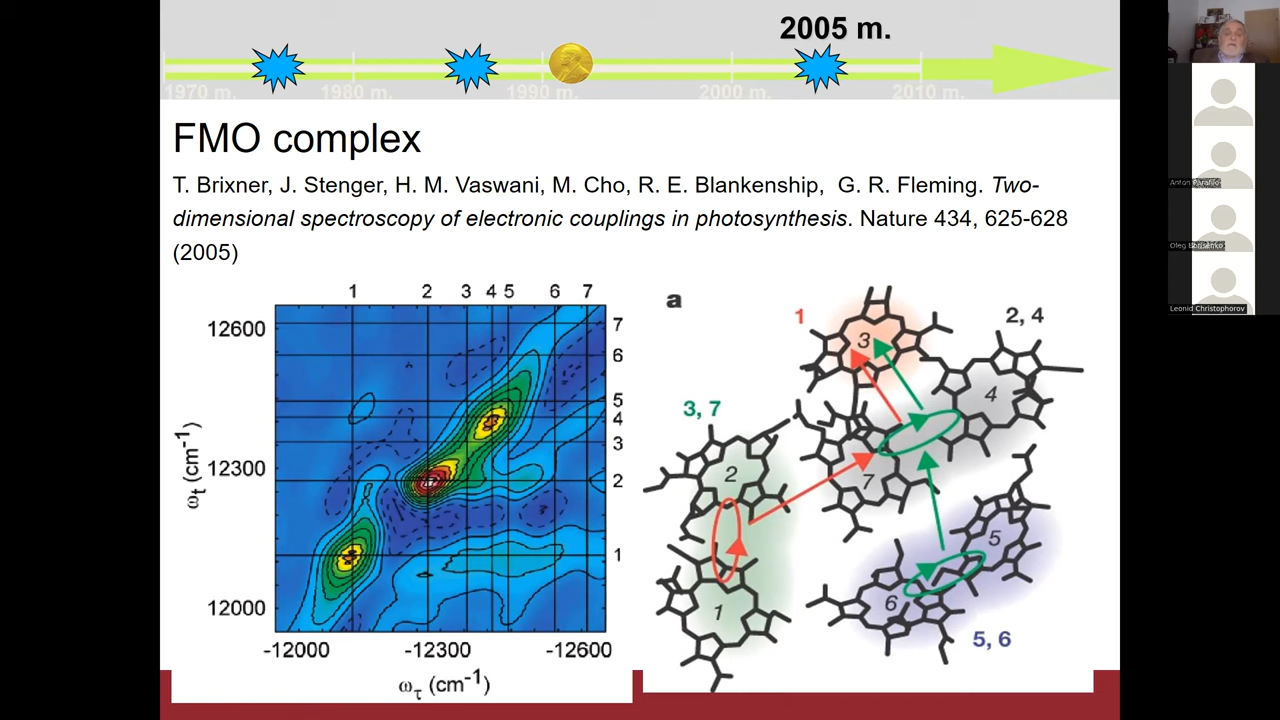 2005 m.
1970 m. 1980 m. 1990 m. 2000 m. 2010 m.
FMO complex
T. Brixner, J. Stenger, H. M. Vaswani, M. Cho, R. E. Blankenship, G. R. Fleming. Two-
dimensional spectroscopy of electronic couplings in photosynthesis. Nature 434, 625-628
(2005)
1 2 3 4 5 6 7
12600
12300
12000
ωt (cm-1)
7
6
5
4
3
2
1
-12000 -12300 -12600
ωτ (cm-1)
a
1
3
2, 4
4
3, 7
2
7
5
1
6
5, 6
Oleg
Leonid Christophorov